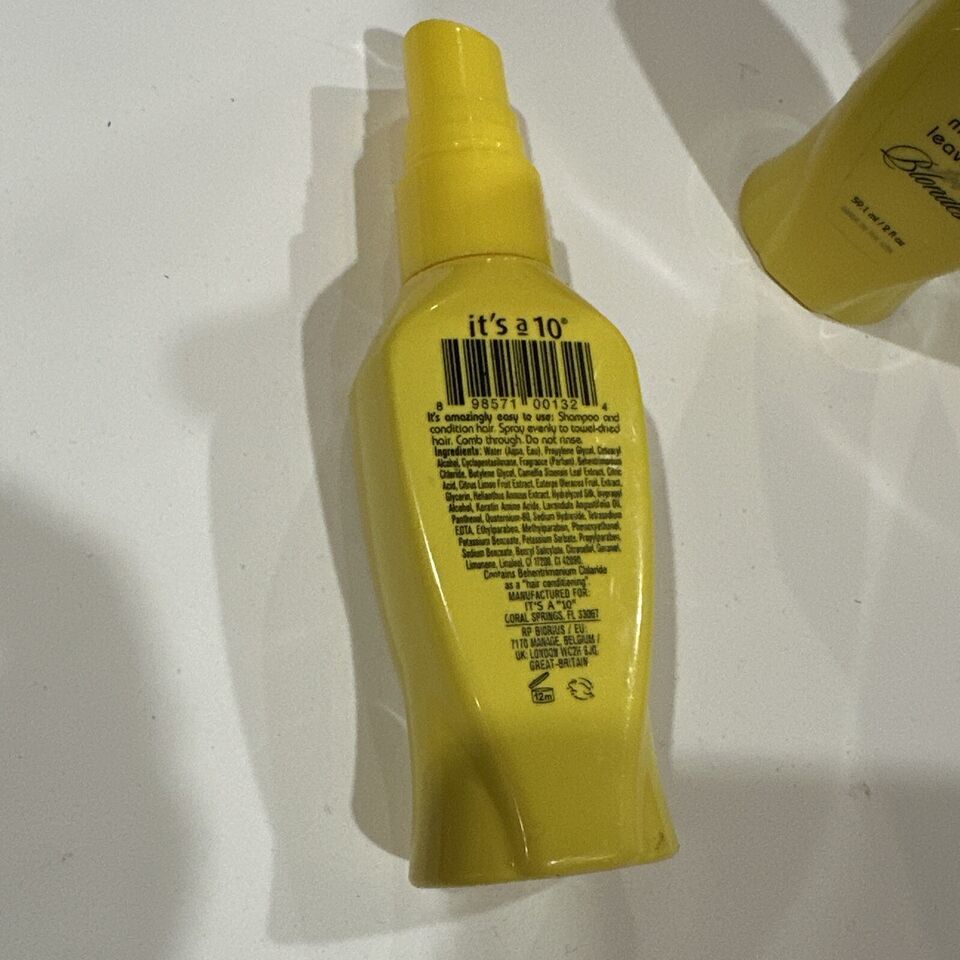 it's a 10®
8 98571 00132 4
It's amazingly easy to use: Shampoo and
condition hair. Spray evenly to towel-dried
hair. Comb through. Do not rinse.
Ingredients: Water (Aqua, Eau), Propylene Glycol, Cetearyl
Alcohol, Cyclopentasiloxane, Fragrance (Parfum), Behentrimonium
Chloride, Butylene Glycol, Camellia Sinensis Leaf Extract, Citric
Acid, Citrus Limon Fruit Extract, Euterpe Oleracea Fruit, Extract,
Glycerin, Helianthus Annuus Extract, Hydrolyzed Silk, Isopropyl
Alcohol, Keratin Amino Acids, Lavandula Angustifolia Oil,
Panthenol, Quaternium-80, Sodium Hydroxide, Tetrasodium
EDTA, Ethylparaben, Methylparaben, Phenoxyethanol,
Potassium Benzoate, Potassium Sorbate, Propylparaben,
Sodium Benzoate, Benzyl Salicylate, Citronellol, Geraniol,
Limonene, Linalool, CI
Contains Behentrimonium Chloride
as a "hair conditioning"
MANUFACTURED FOR:
IT'S A "10"
CORAL SPRINGS, FL 33067
RP BIORIUS / EU:
7170 MANAGE, BELGIUM /
UK: LONDON WC2H 9JQ,
GREAT-BRITAIN
12m
m
leav
Blondes
59.1 ml / 2 fl oz